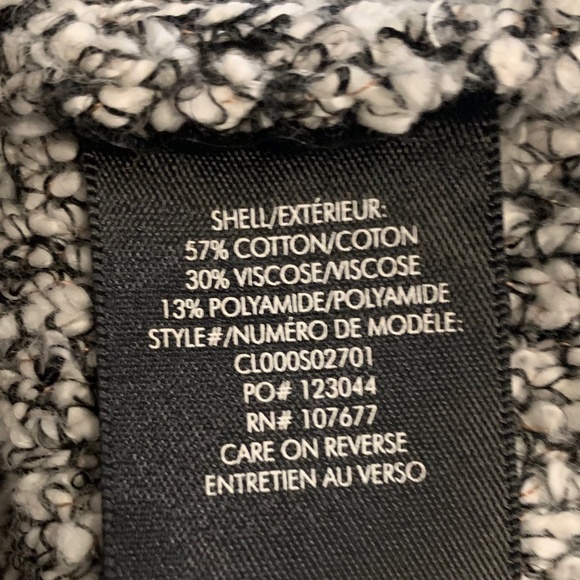 SHELL/EXTÉRIEUR:
57% COTTON/COTON
30% VISCOSE/VISCOSE
13% POLYAMIDE/POLYAMIDE
STYLE#/NUMÉRO DE MODÉLE:
CL000S02701
PO# 123044
RN# 107677
CARE ON REVERSE
ENTRETIEN AU VERSO